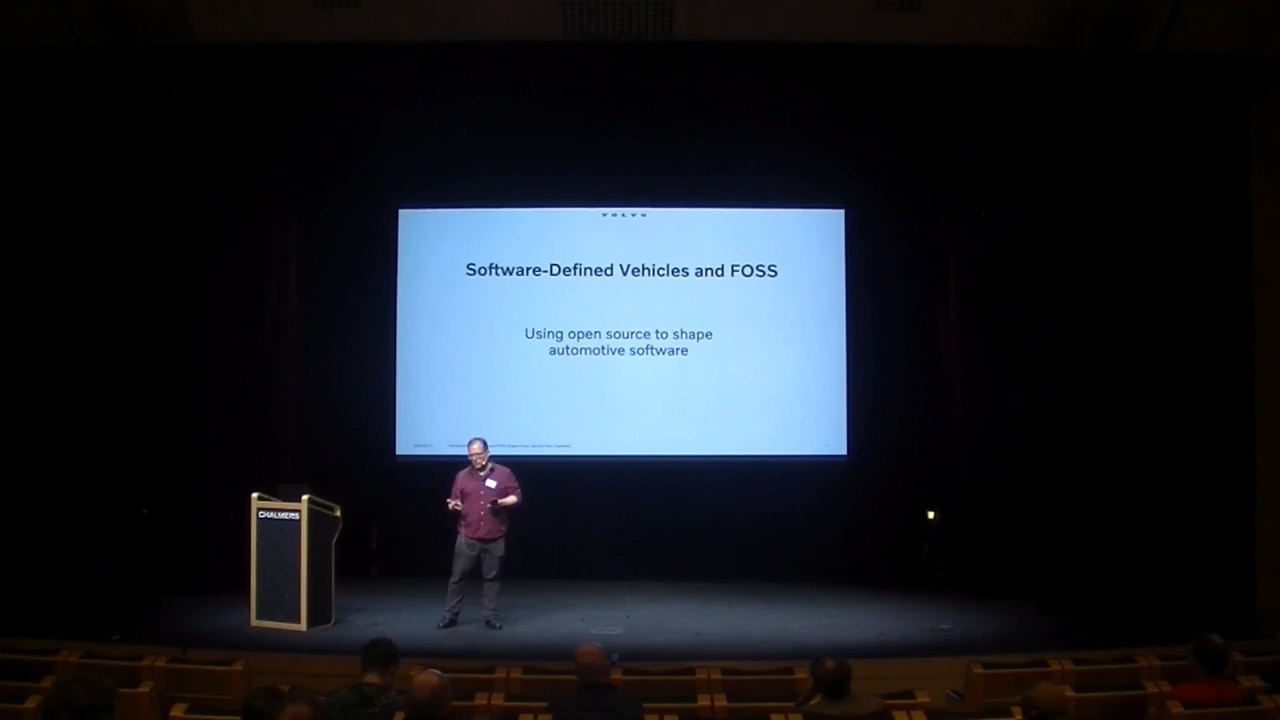 VOLVO
Software-Defined Vehicles and FOSS
Using open source to shape
automotive software
CHALMERS